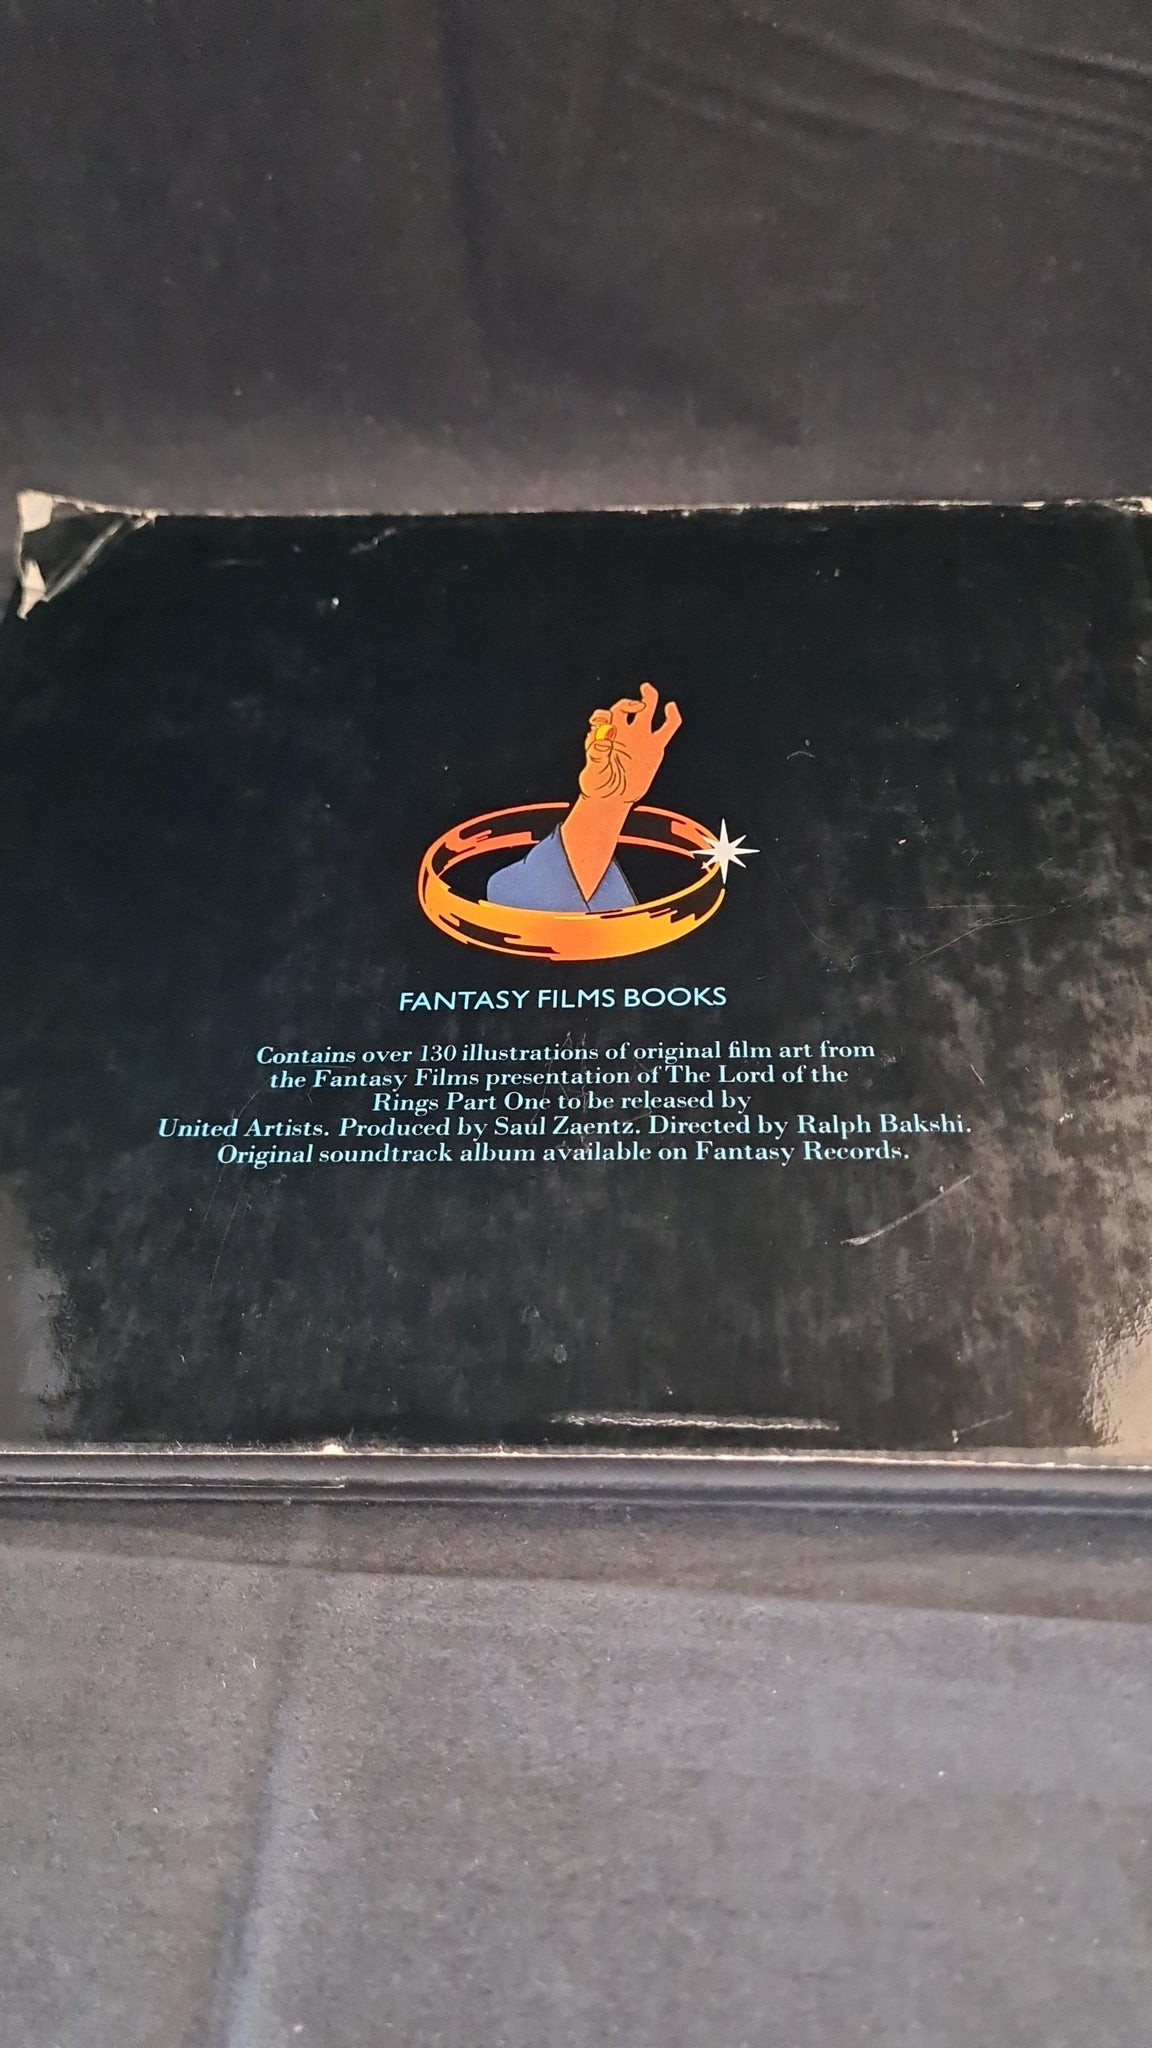 FANTASY FILMS BOOKS
Contains over 130 illustrations of original film art from
the Fantasy Films presentation of The Lord of the
Rings Part One to be released by
United Artists. Produced by Saul Zaentz. Directed by Ralph Bakshi.
Original soundtrack album available on Fantasy Records.